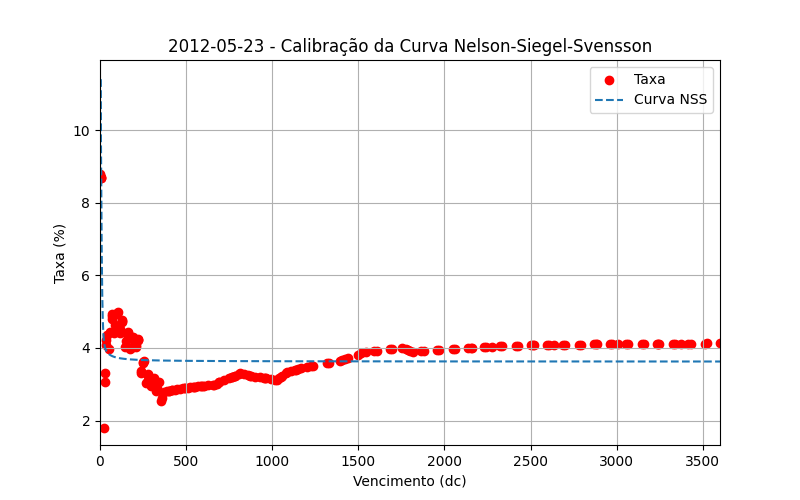 2012-05-23 - Calibração da Curva Nelson-Siegel-Svensson
Taxa
Curva NSS
Taxa (%)
10
8
6
4
2
0 500 1000 1500 2000 2500 3000 3500
Vencimento (dc)